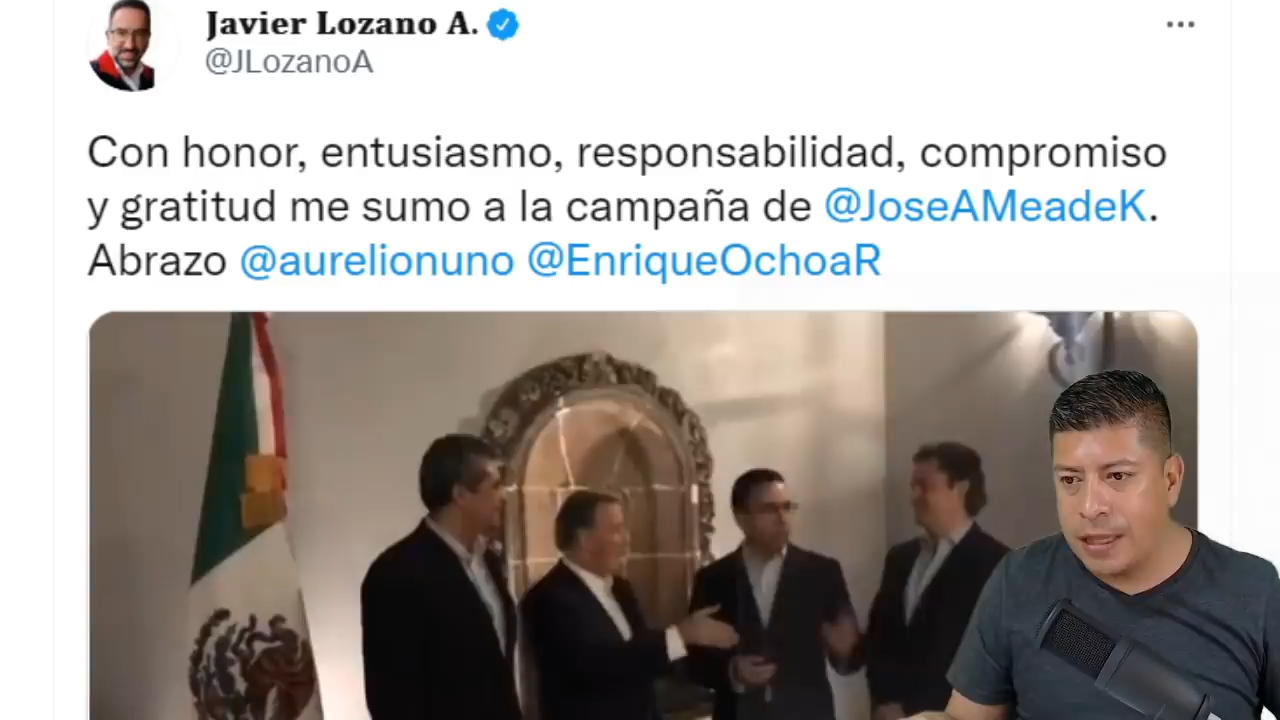 Javier Lozano A.
@JLozanoA
Con honor, entusiasmo, responsabilidad, compromiso
y gratitud me sumo a la campaña de @JoseAMeadeK.
Abrazo @aurelionuno @EnriqueOchoaR